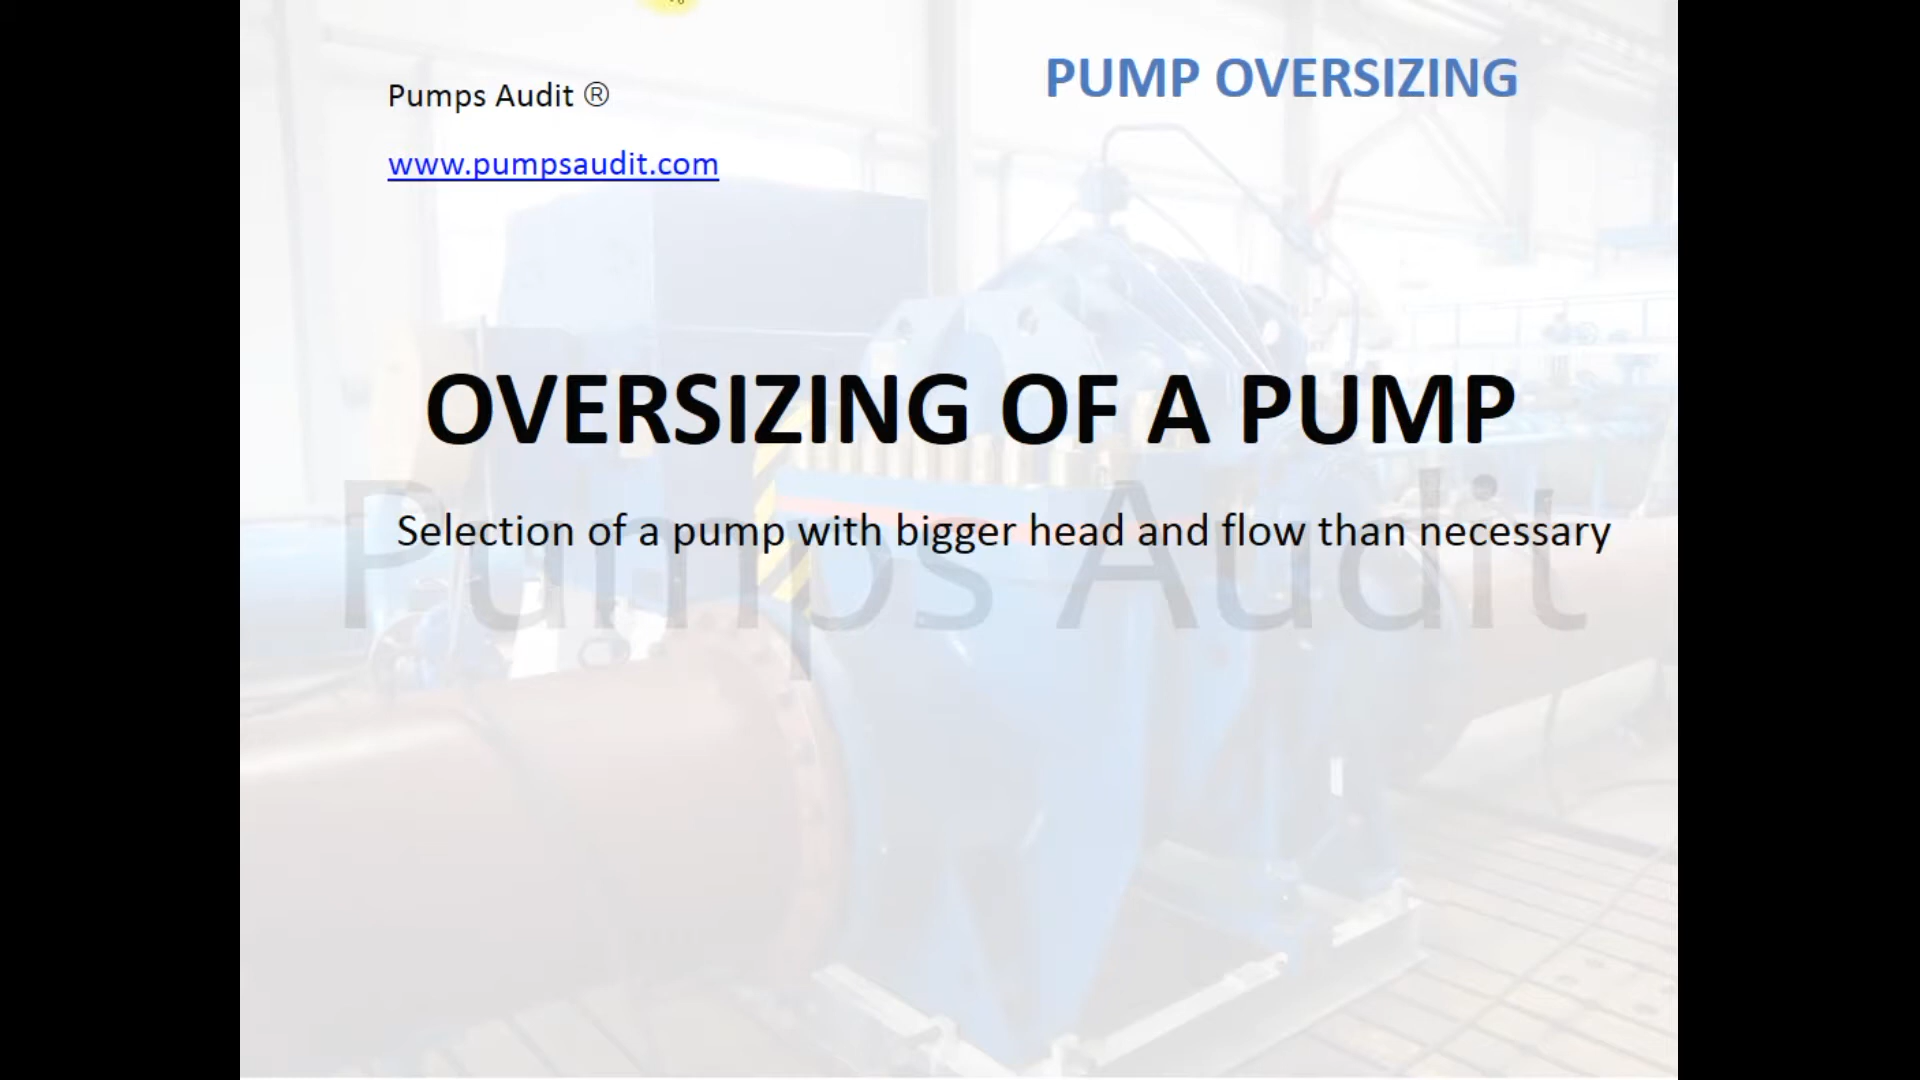 PUMP OVERSIZING
Pumps Audit ®
www.pumpsaudit.com
OVERSIZING OF A PUMP
Selection of a pump with bigger head and flow than necessary
Pumps Audit